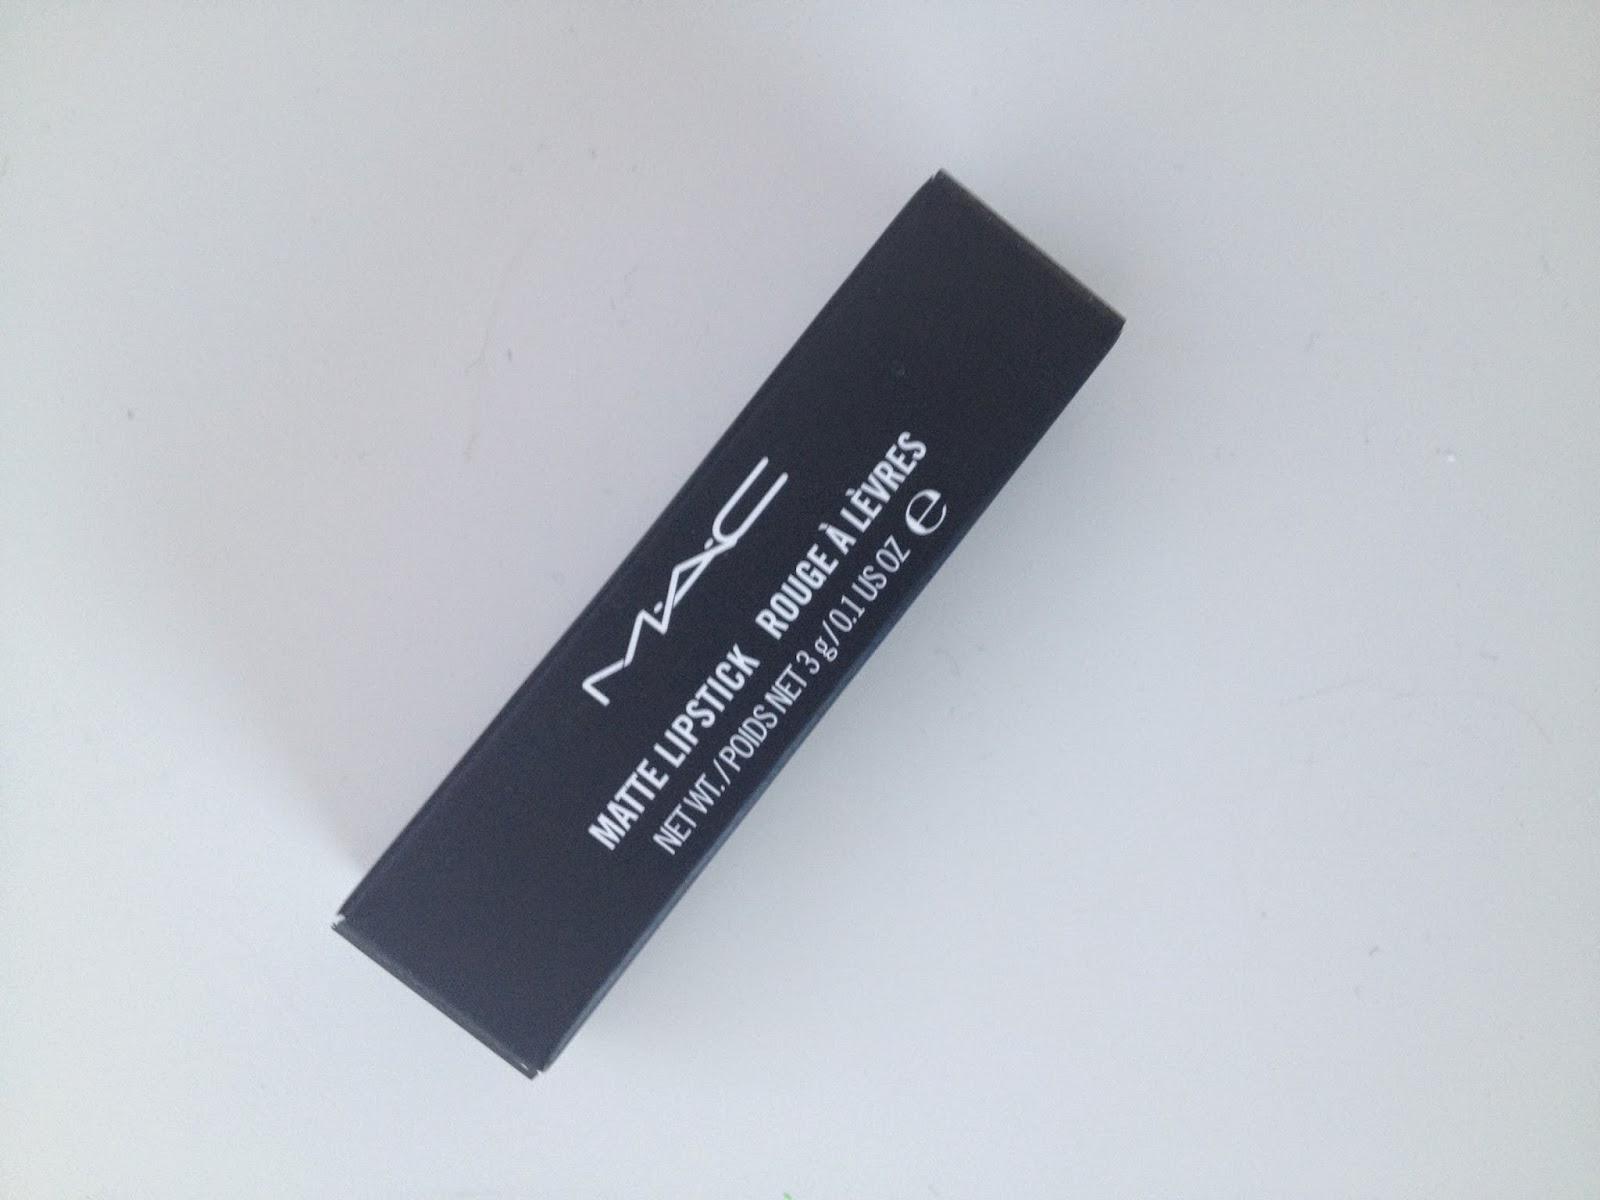 M·A·C
MATTE LIPSTICK ROUGE À LÈVRES
NET WT./POIDS NET 3 g/0.1 US OZ e